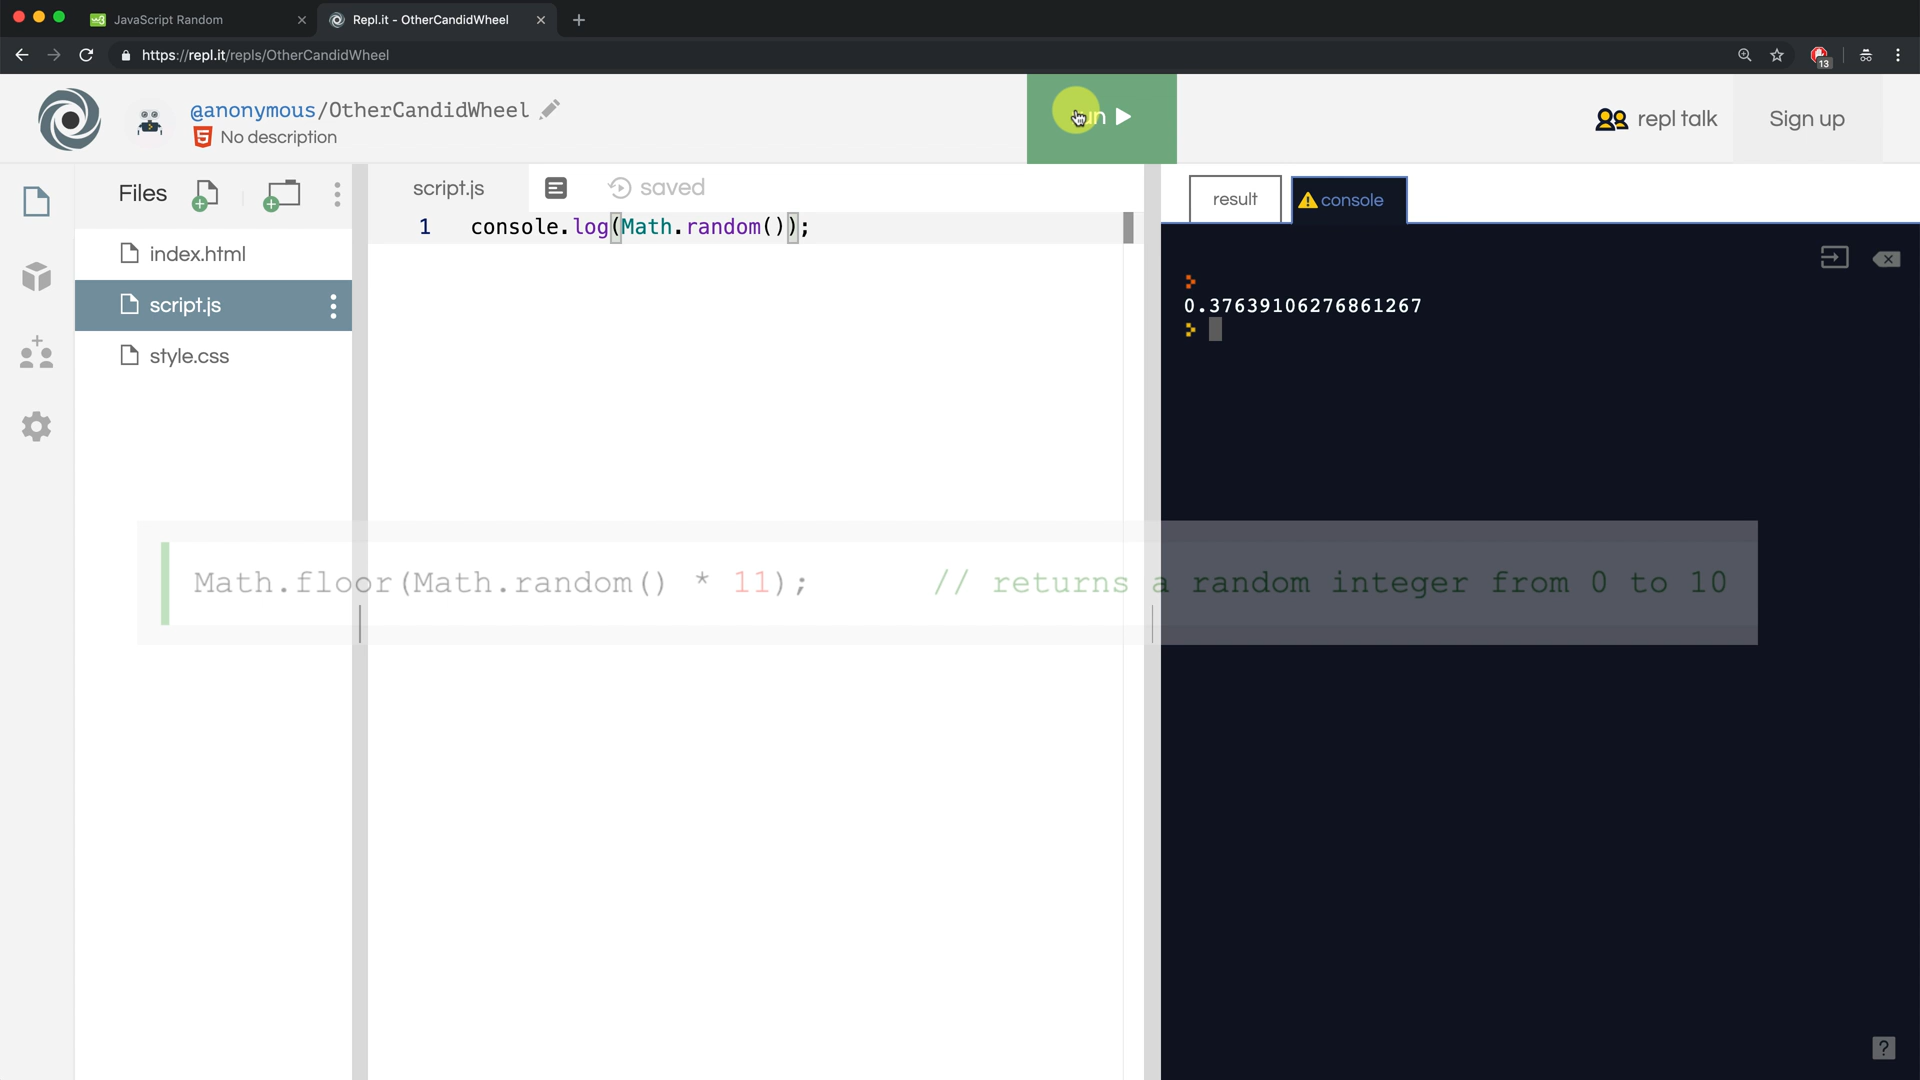 JavaScript Random
Repl.it - OtherCandidWheel
https://repl.it/repls/OtherCandidWheel
13
@anonymous/OtherCandidWheel
No description
repl talk
Sign up
Files
script.js
saved
result
console
1 console.log(Math.random());
index.html
script.js
style.css
0.37639106276861267
Math.floor(Math.random() * 11); // returns a random integer from 0 to 10
?